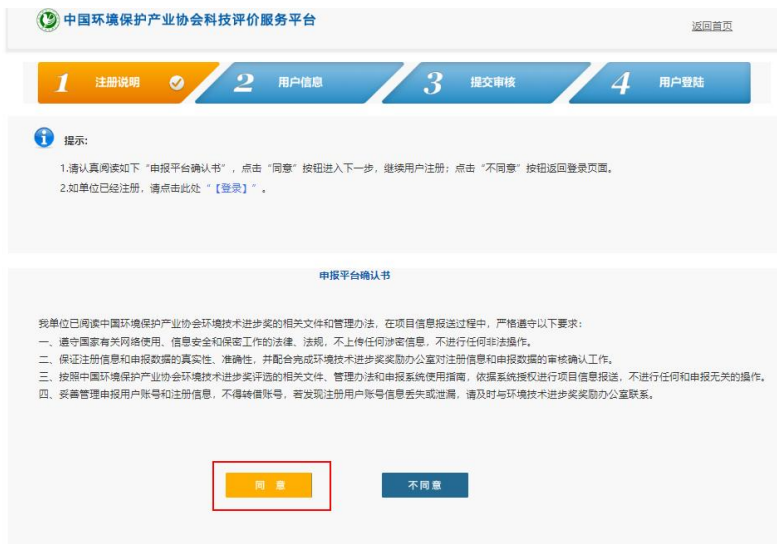 中国环境保护产业协会科技评价服务平台
返回首页
1 注册说明 2 用户信息 3 提交审核 4 用户登陆
提示:
1.请认真阅读如下“申报平台确认书”，点击“同意”按钮进入下一步，继续用户注册；点击“不同意”按钮返回登录页面。
2.如单位已经注册，请点击此处“【登录】”。
申报平台确认书
我单位已阅读中国环境保护产业协会环境技术进步奖的相关文件和管理办法，在项目信息报送过程中，严格遵守以下要求：
一、遵守国家有关网络使用、信息安全和保密工作的法律、法规，不上传任何涉密信息，不进行任何非法操作。
二、保证注册信息和申报数据的真实性、准确性，并配合完成环境技术进步奖奖励办公室对注册信息和申报数据的审核确认工作。
三、按照中国环境保护产业协会环境技术进步奖评选的相关文件、管理办法和申报系统使用指南，依据系统授权进行项目信息报送，不进行任何和申报无关的操作。
四、妥善管理申报用户账号和注册信息，不得转借账号，若发现注册用户账号信息丢失或泄漏，请及时与环境技术进步奖奖励办公室联系。
同 意 不同意